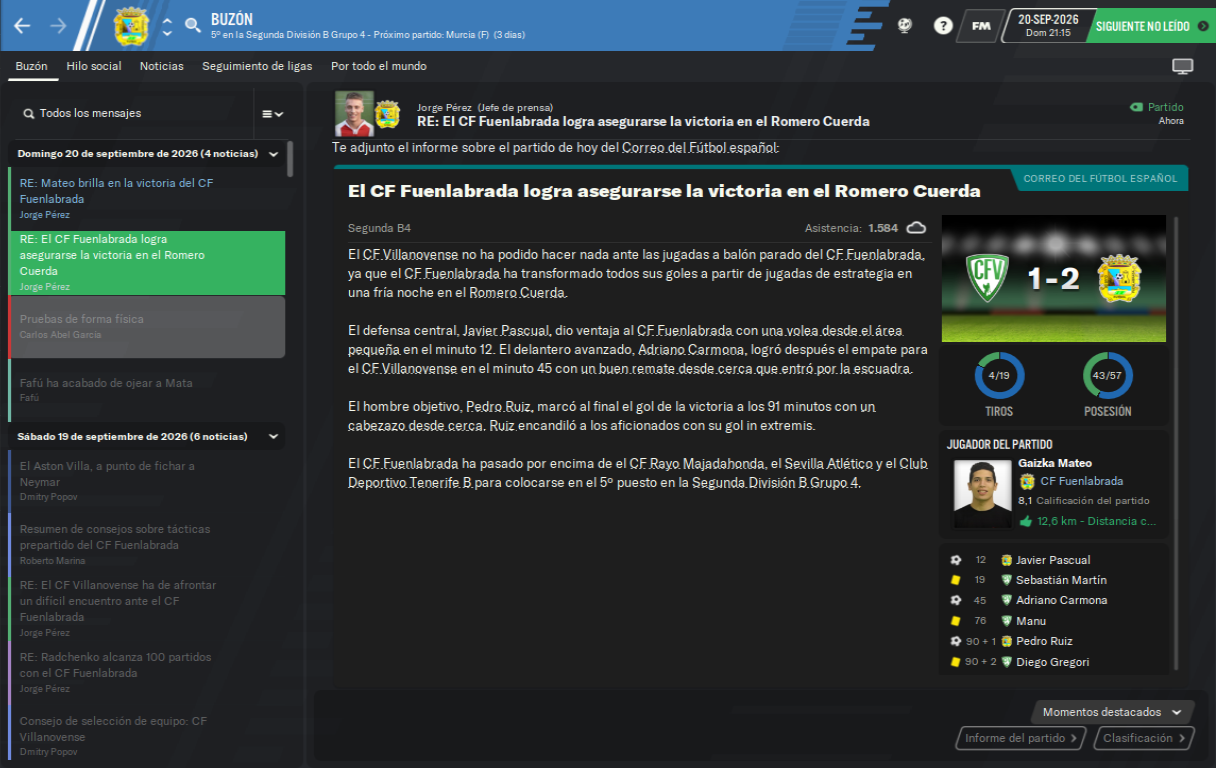 BUZÓN
5º en la Segunda División B Grupo 4 - Próximo partido: Murcia (F) (3 días)
?
FM
20-SEP-2026
Dom 21:15
SIGUIENTE NO LEÍDO
Buzón
Hilo social
Noticias
Seguimiento de ligas
Por todo el mundo
Todos los mensajes
Domingo 20 de septiembre de 2026 (4 noticias)
RE: Mateo brilla en la victoria del CF
Fuenlabrada
Jorge Pérez
RE: El CF Fuenlabrada logra
asegurarse la victoria en el Romero
Cuerda
Jorge Pérez
Pruebas de forma física
Carlos Abel García
Fafú ha acabado de ojear a Mata
Fafú
Sábado 19 de septiembre de 2026 (6 noticias)
El Aston Villa, a punto de fichar a
Neymar
Dmitry Popov
Resumen de consejos sobre tácticas
prepartido del CF Fuenlabrada
Roberto Marina
RE: El CF Villanovense ha de afrontar
un difícil encuentro ante el CF
Fuenlabrada
Jorge Pérez
RE: Radchenko alcanza 100 partidos
con el CF Fuenlabrada
Jorge Pérez
Consejo de selección de equipo: CF
Villanovense
Dmitry Popov
Jorge Pérez (Jefe de prensa)
RE: El CF Fuenlabrada logra asegurarse la victoria en el Romero Cuerda
Partido
Ahora
Te adjunto el informe sobre el partido de hoy del Correo del Fútbol español:
El CF Fuenlabrada logra asegurarse la victoria en el Romero Cuerda
CORREO DEL FÚTBOL ESPAÑOL
Segunda B4
Asistencia: 1.584
El CF Villanovense no ha podido hacer nada ante las jugadas a balón parado del CF Fuenlabrada,
ya que el CF Fuenlabrada ha transformado todos sus goles a partir de jugadas de estrategia en
una fría noche en el Romero Cuerda.
El defensa central, Javier Pascual, dio ventaja al CF Fuenlabrada con una volea desde el área
pequeña en el minuto 12. El delantero avanzado, Adriano Carmona, logró después el empate para
el CF Villanovense en el minuto 45 con un buen remate desde cerca que entró por la escuadra.
El hombre objetivo, Pedro Ruiz, marcó al final el gol de la victoria a los 91 minutos con un
cabezazo desde cerca. Ruiz encandiló a los aficionados con su gol in extremis.
El CF Fuenlabrada ha pasado por encima de el CF Rayo Majadahonda, el Sevilla Atlético y el Club
Deportivo Tenerife B para colocarse en el 5º puesto en la Segunda División B Grupo 4.
CFV
1-2
4/19
TIROS
43/57
POSESIÓN
JUGADOR DEL PARTIDO
Gaizka Mateo
CF Fuenlabrada
8,1 Calificación del partido
12,6 km - Distancia c...
12 Javier Pascual
19 Sebastián Martín
45 Adriano Carmona
76 Manu
90 + 1 Pedro Ruiz
90 + 2 Diego Gregori
Momentos destacados
Informe del partido
Clasificación